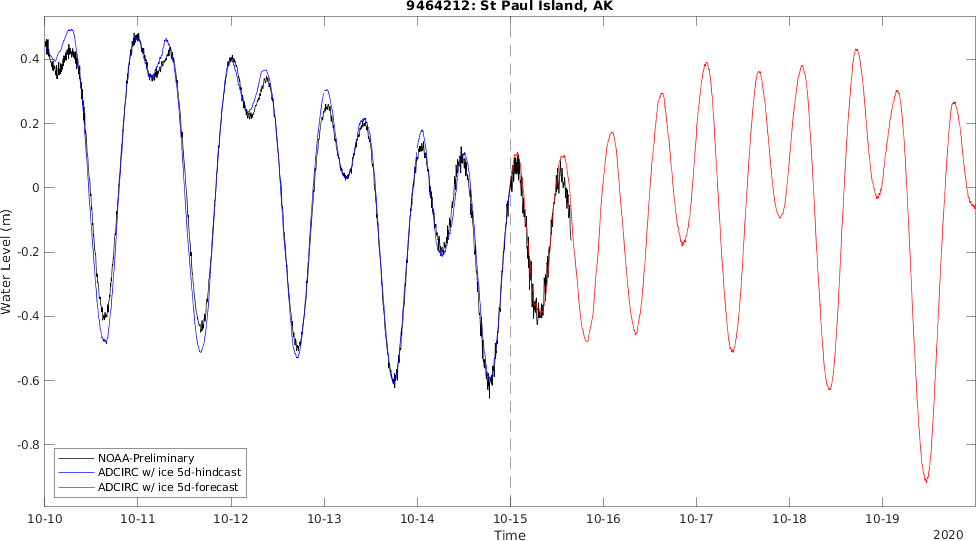 9464212: St Paul Island, AK
Water Level (m)
0.4
0.2
0
-0.2
-0.4
-0.6
-0.8
NOAA-Preliminary
ADCIRC w/ ice 5d-hindcast
ADCIRC w/ ice 5d-forecast
10-10 10-11 10-12 10-13 10-14 10-15 10-16 10-17 10-18 10-19
Time
2020